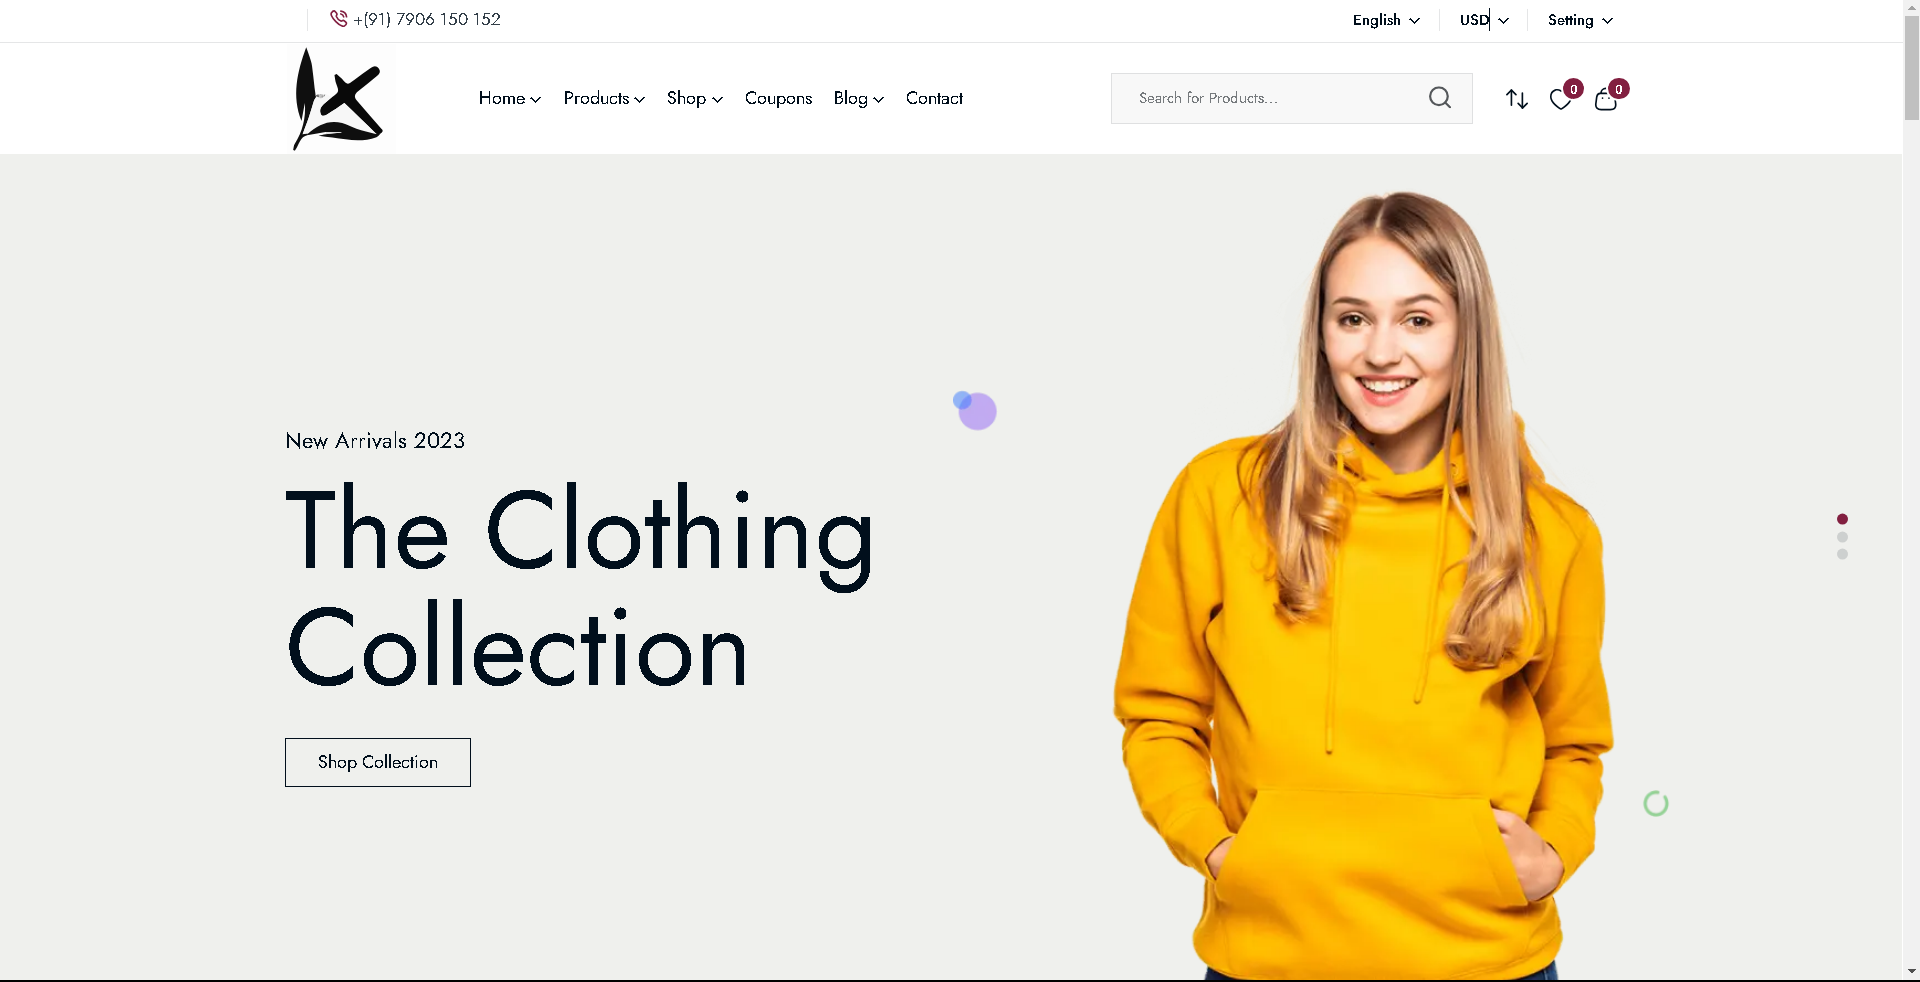 +(91) 7906 150 152
English
USD
Setting
Home
Products
Shop
Coupons
Blog
Contact
Search for Products...
0
0
New Arrivals 2023
The Clothing
Collection
Shop Collection